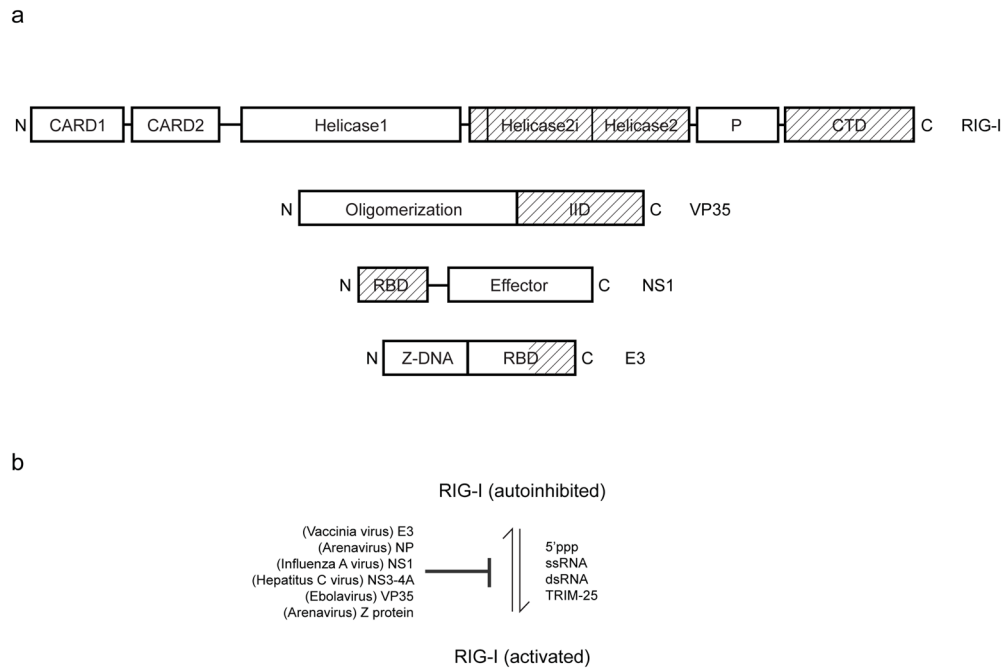 a
N CARD1 CARD2 Helicase1 Helicase2i Helicase2 P CTD C RIG-I
N Oligomerization IID C VP35
N RBD Effector C NS1
N Z-DNA RBD C E3
b
RIG-I (autoinhibited)
(Vaccinia virus) E3
(Arenavirus) NP
(Influenza A virus) NS1
(Hepatitus C virus) NS3-4A
(Ebolavirus) VP35
(Arenavirus) Z protein
5'ppp
ssRNA
dsRNA
TRIM-25
RIG-I (activated)